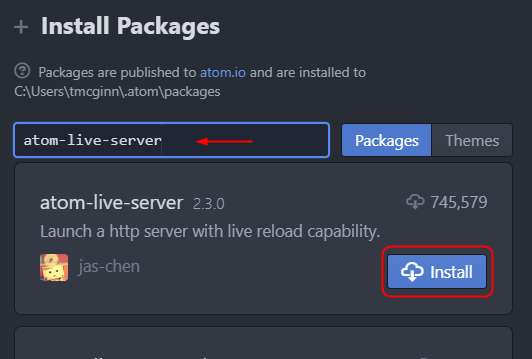 Install Packages
Packages are published to atom.io and are installed to
C:\Users\tmcginn\.atom\packages
atom-live-server
Packages
Themes
atom-live-server 2.3.0
745,579
Launch a http server with live reload capability.
jas-chen
Install